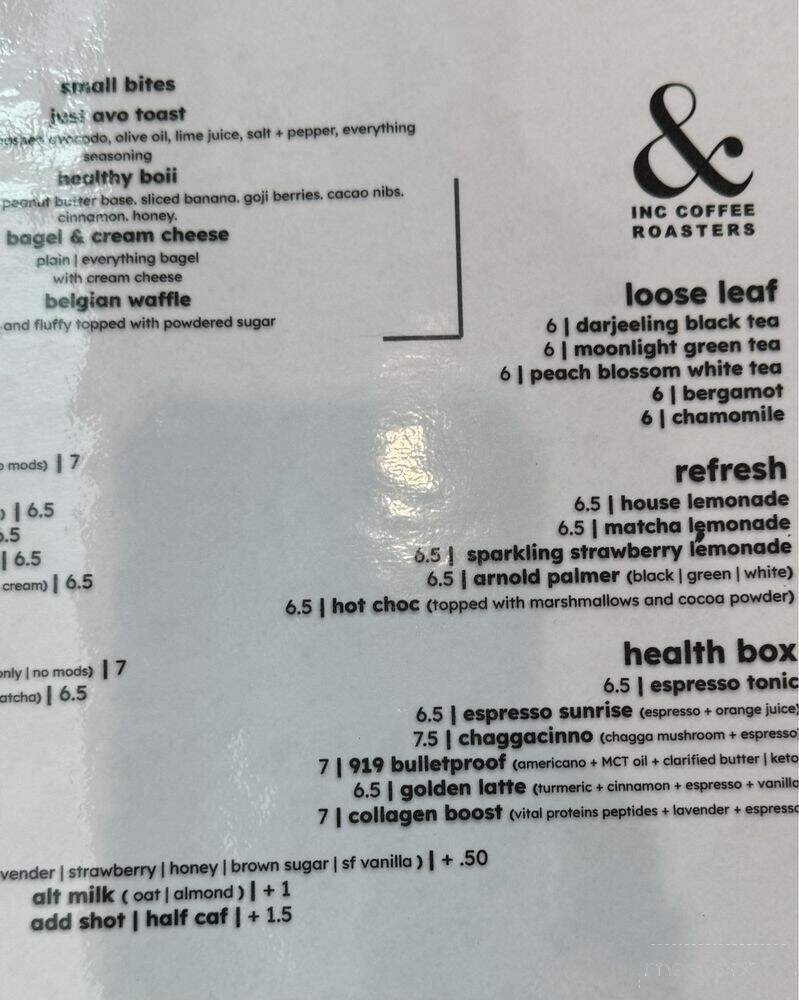 small bites
just avo toast
avocado, olive oil, lime juice, salt + pepper, everything
seasoning
healthy boii
peanut butter base. sliced banana. goji berries. cacao nibs.
cinnamon. honey.
bagel & cream cheese
plain | everything bagel
with cream cheese
belgian waffle
and fluffy topped with powdered sugar
&
INC COFFEE
ROASTERS
loose leaf
6 | darjeeling black tea
6 | moonlight green tea
6 | peach blossom white tea
6 | bergamot
6 | chamomile
mods) | 7
) | 6.5
6.5
| 6.5
cream) | 6.5
only | no mods) | 7
atcha) | 6.5
refresh
6.5 | house lemonade
6.5 | matcha lemonade
6.5 | sparkling strawberry lemonade
6.5 | arnold palmer (black | green | white)
6.5 | hot choc (topped with marshmallows and cocoa powder)
health box
6.5 | espresso tonic
6.5 | espresso sunrise (espresso + orange juice)
7.5 | chaggacinno (chagga mushroom + espresso
7 | 919 bulletproof (americano + MCT oil + clarified butter | keto
6.5 | golden latte (turmeric + cinnamon + espresso + vanilla
7 | collagen boost (vital proteins peptides + lavender + espresso
vender | strawberry | honey | brown sugar | sf vanilla ) | + .50
alt milk ( oat | almond ) | + 1
add shot | half caf | + 1.5